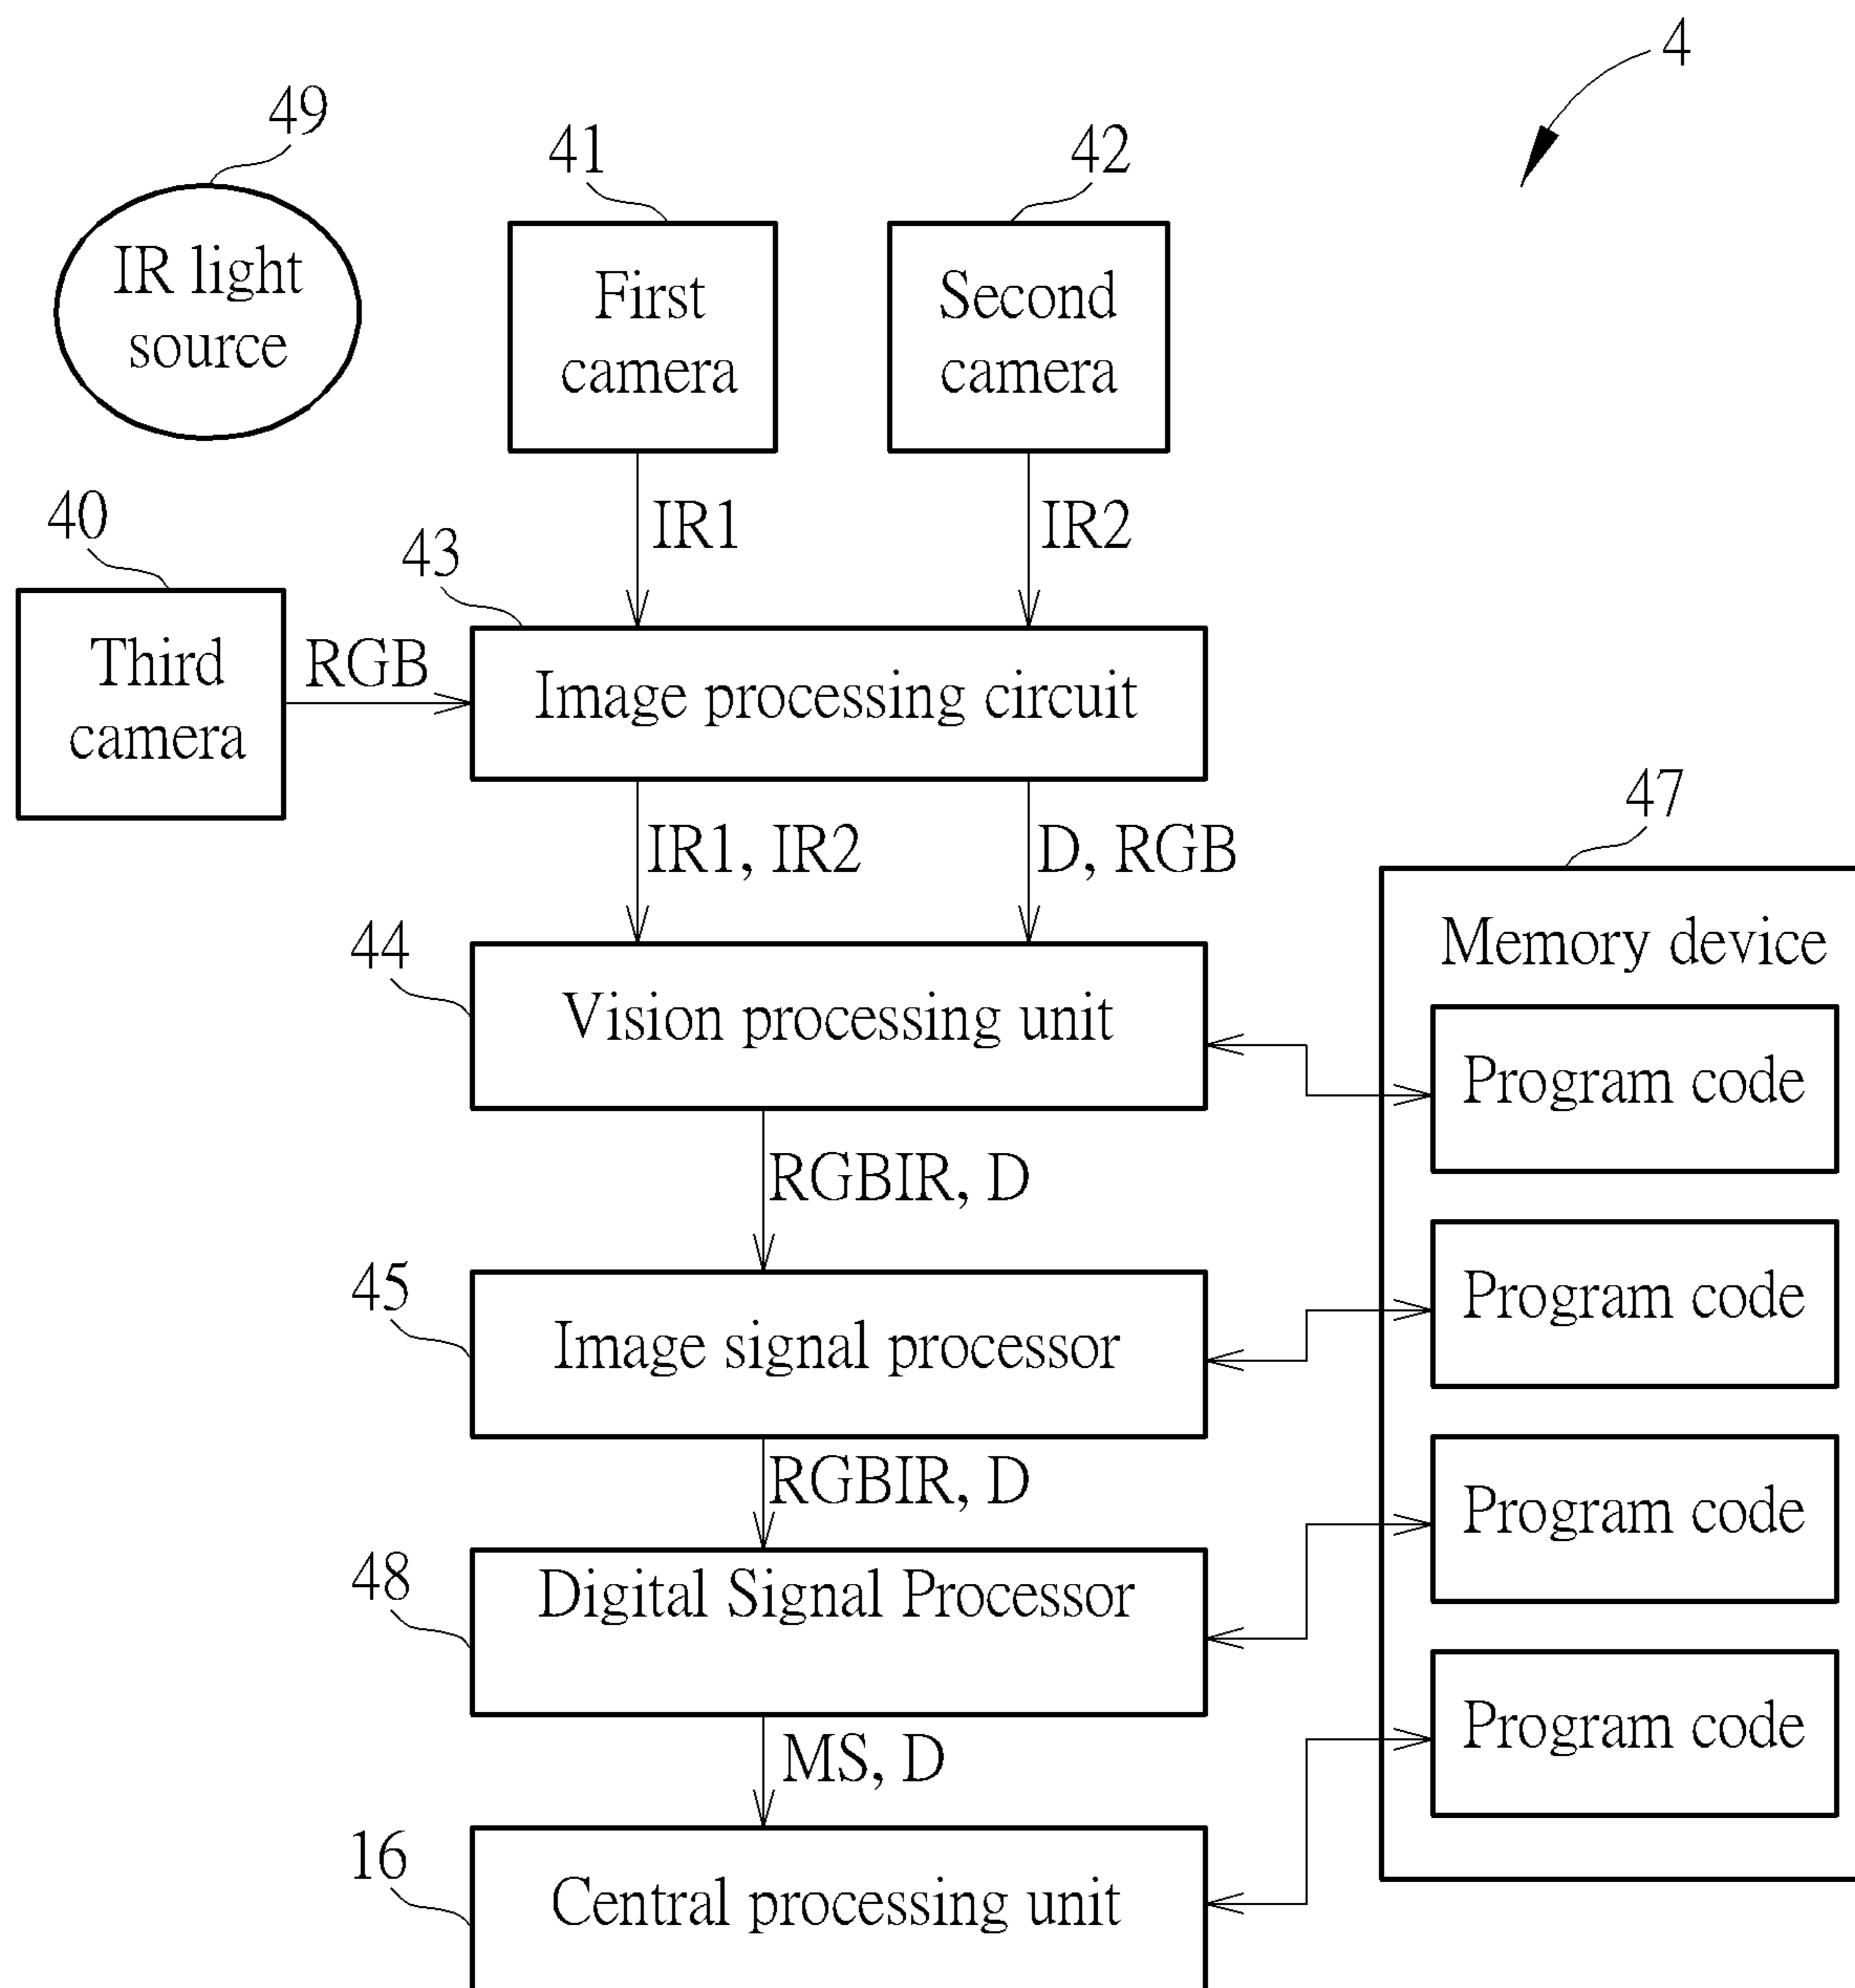 4
49
41
42
IR light
source
First
camera
Second
camera
IR1
IR2
40
43
Third
camera
RGB
Image processing circuit
IR1, IR2
D, RGB
47
44
Memory device
Vision processing unit
Program code
RGBIR, D
45
Image signal processor
Program code
RGBIR, D
48
Digital Signal Processor
Program code
MS, D
Program code
16
Central processing unit